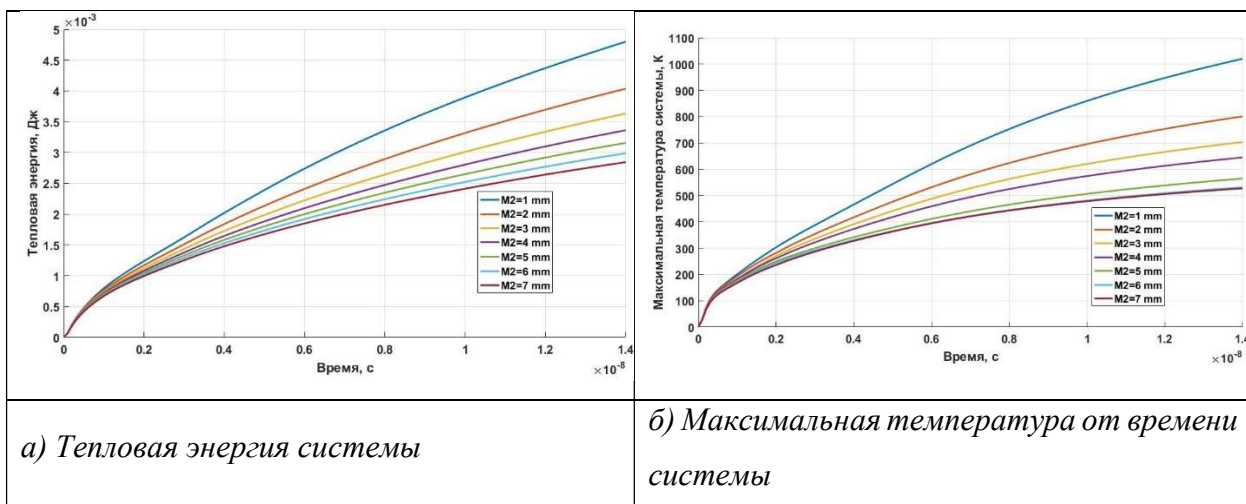 ×10⁻³
5
4.5
4
3.5
3
2.5
2
1.5
1
0.5
0
Тепловая энергия, Дж
M2=1 mm
M2=2 mm
M2=3 mm
M2=4 mm
M2=5 mm
M2=6 mm
M2=7 mm
0 0.2 0.4 0.6 0.8 1 1.2 1.4
Время, с
×10⁻⁸
1100
1000
900
800
700
600
500
400
300
200
100
0
Максимальная температура системы, К
M2=1 mm
M2=2 mm
M2=3 mm
M2=4 mm
M2=5 mm
M2=6 mm
M2=7 mm
0 0.2 0.4 0.6 0.8 1 1.2 1.4
Время, с
×10⁻⁸
а) Тепловая энергия системы
б) Максимальная температура от времени
системы